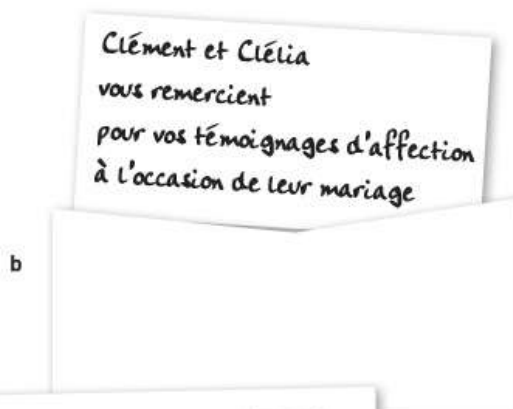 Clément et Clélia
vous remercient
pour vos témoignages d'affection
à l'occasion de leur mariage
b